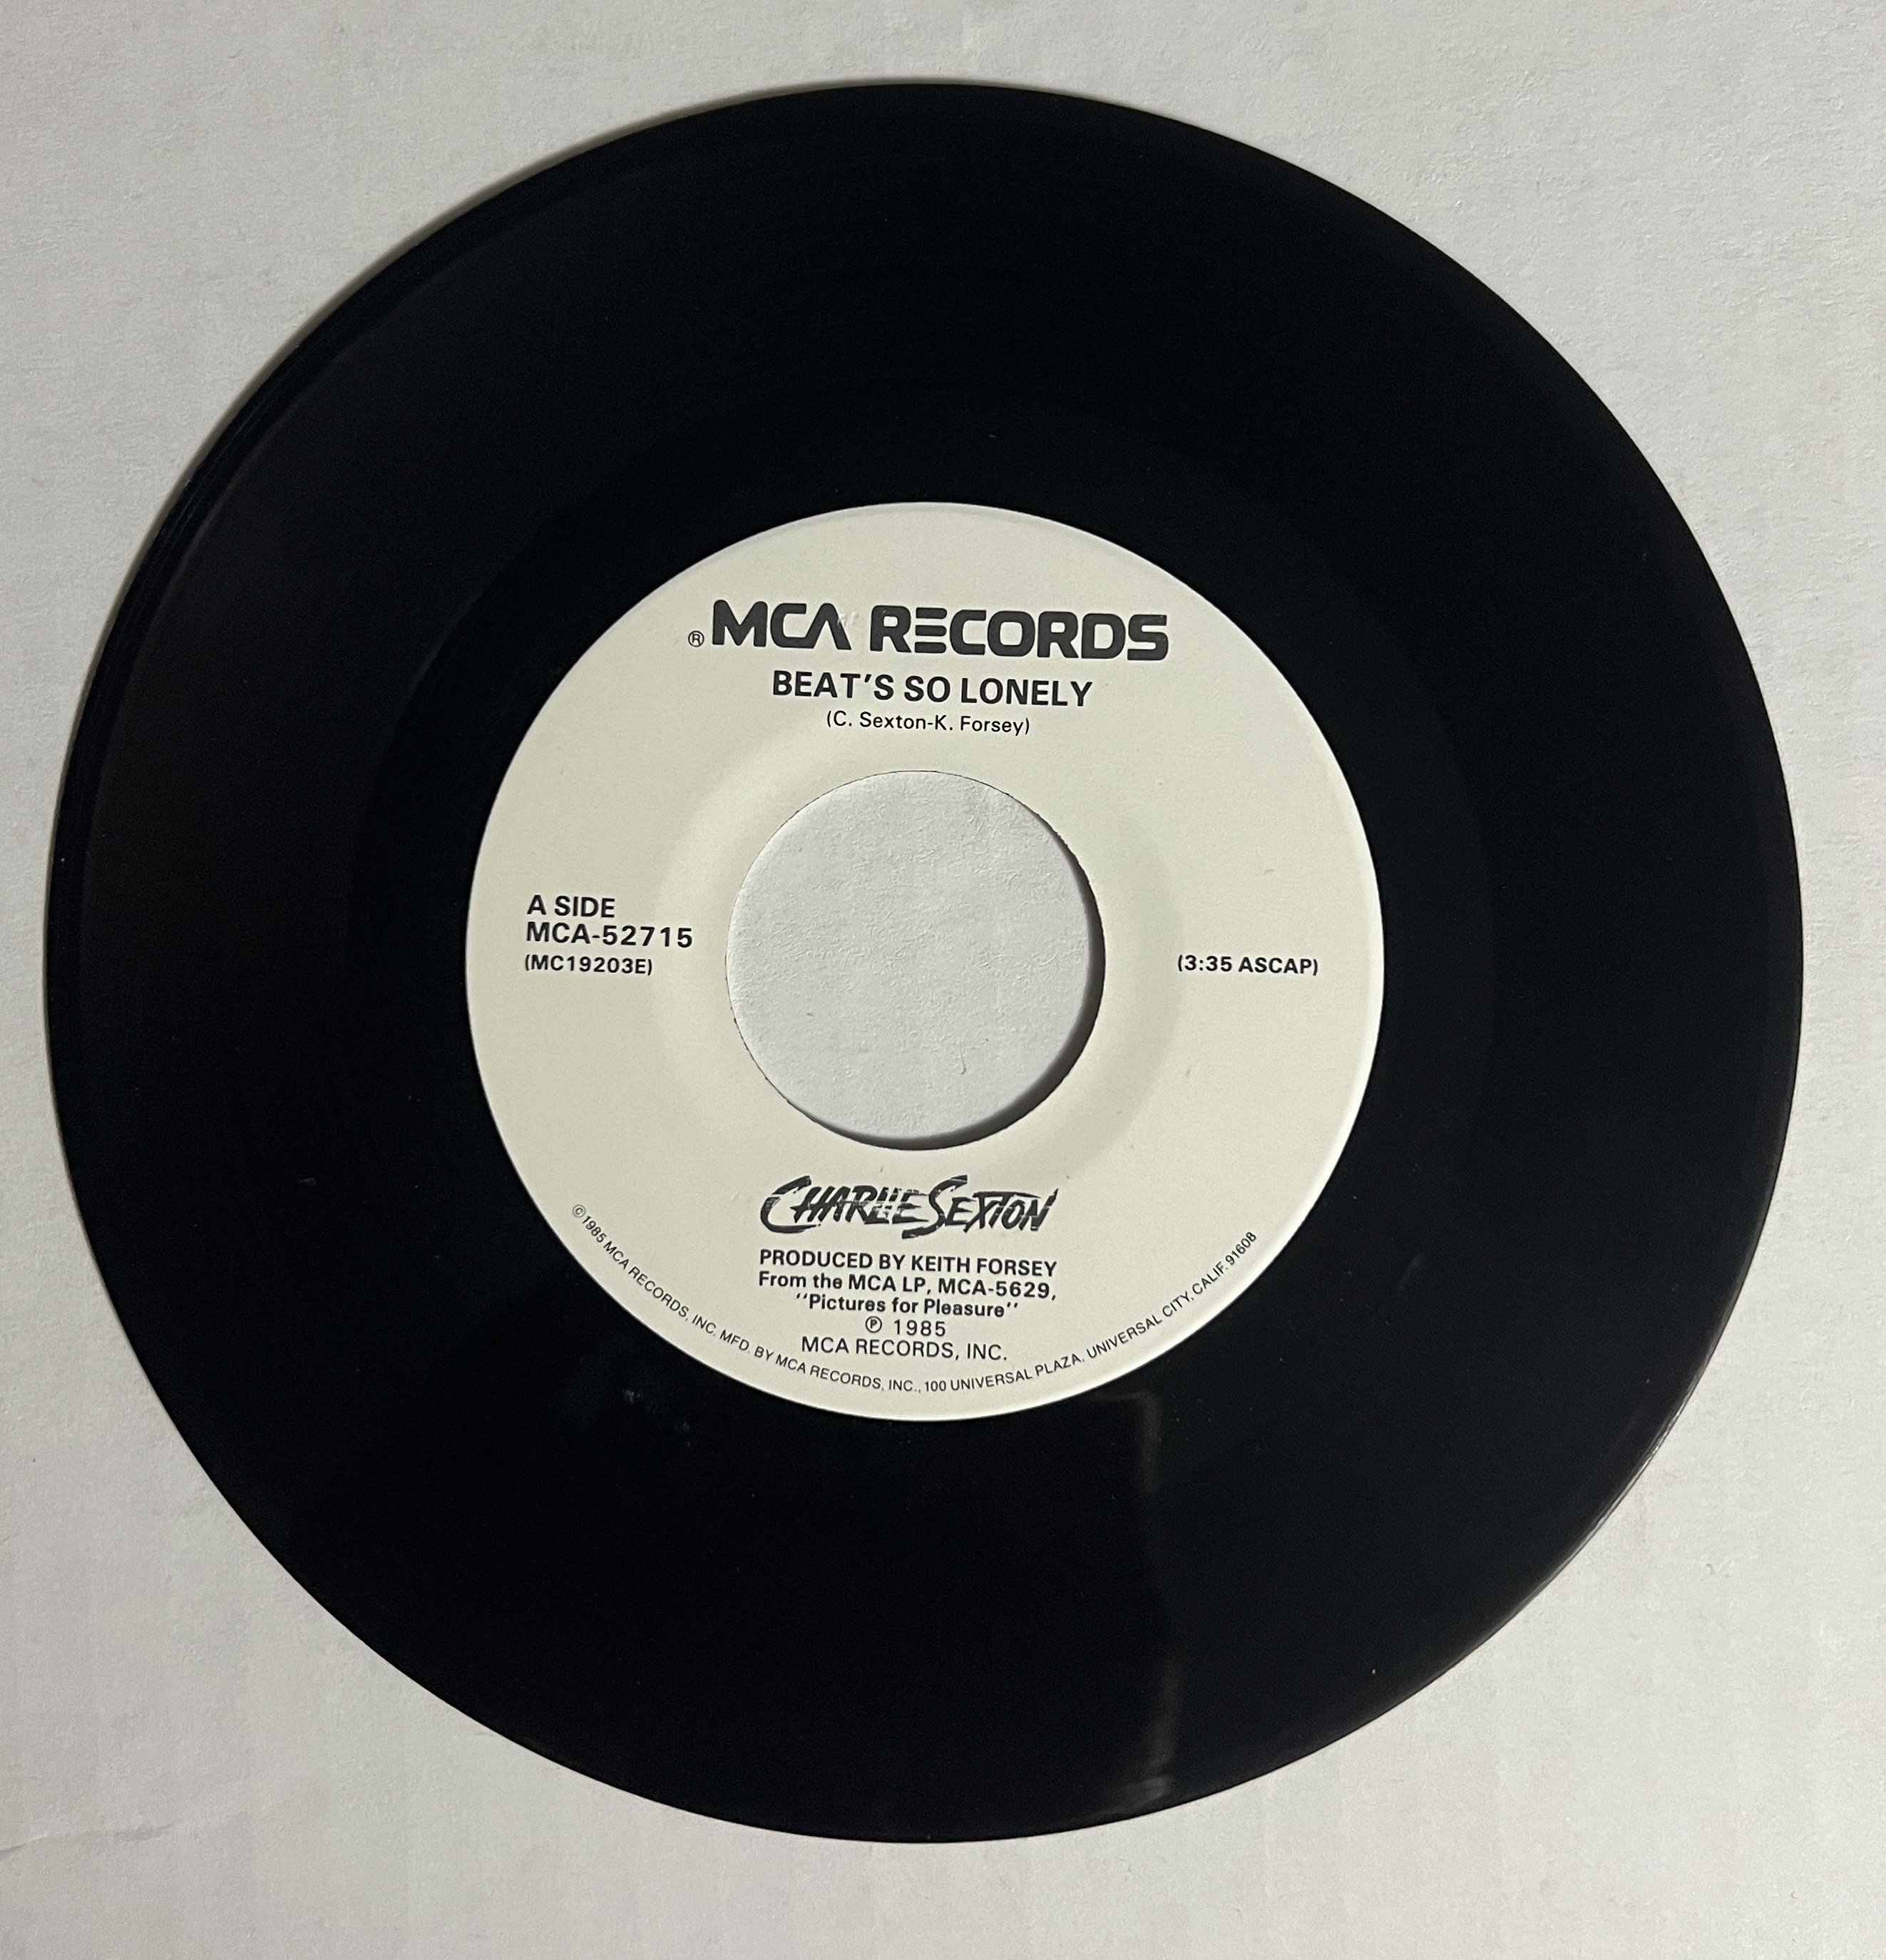 ® MCA RECORDS
BEAT'S SO LONELY
(C. Sexton-K. Forsey)
A SIDE
MCA-52715
(MC19203E)
(3:35 ASCAP)
CHARLIE SEXTON
PRODUCED BY KEITH FORSEY
From the MCA LP, MCA-5629,
''Pictures for Pleasure''
℗ 1985
MCA RECORDS, INC.
©1985 MCA RECORDS, INC. MFD. BY MCA RECORDS, INC., 100 UNIVERSAL PLAZA, UNIVERSAL CITY, CALIF. 91608